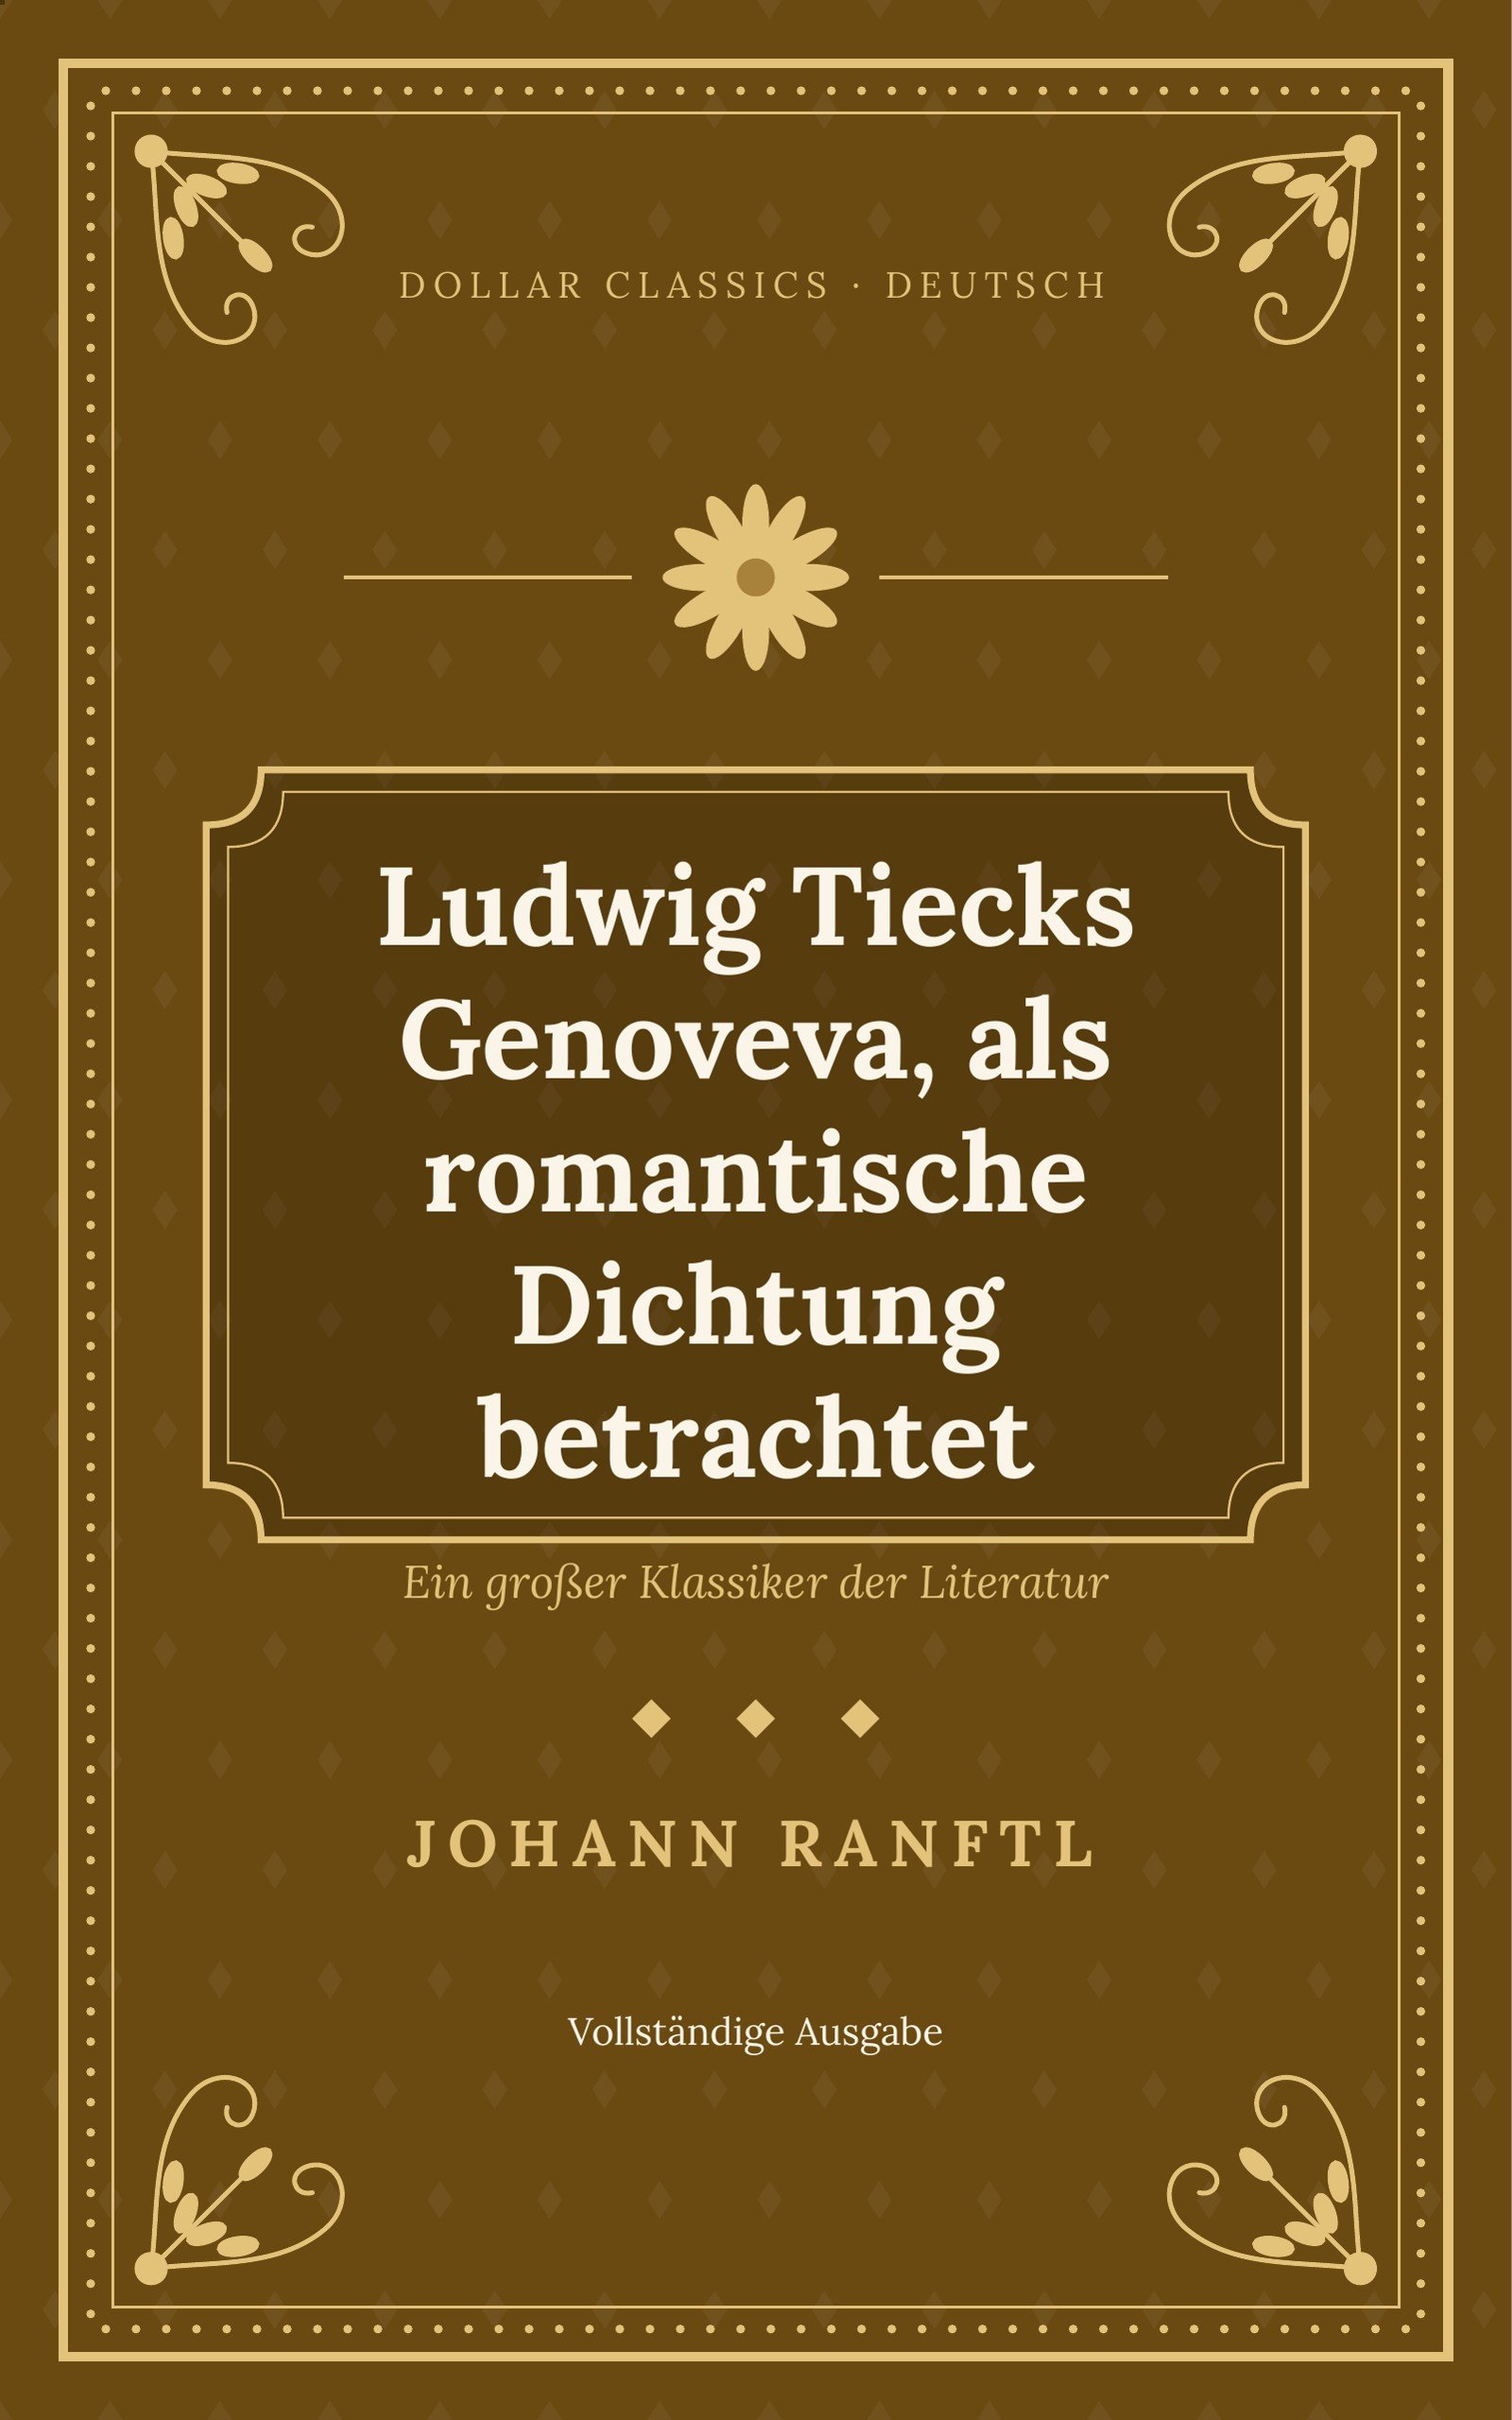 DOLLAR CLASSICS · DEUTSCH
Ludwig Tiecks
Genoveva, als
romantische
Dichtung
betrachtet
Ein großer Klassiker der Literatur
JOHANN RANFTL
Vollständige Ausgabe